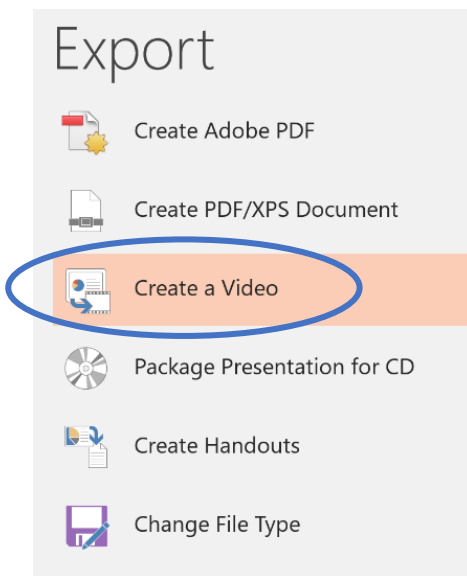 Export
Create Adobe PDF
Create PDF/XPS Document
Create a Video
Package Presentation for CD
Create Handouts
Change File Type